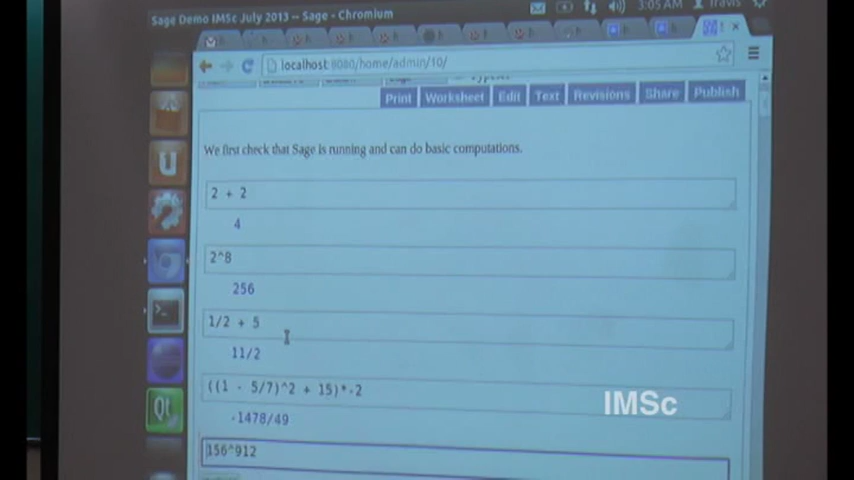 Sage Demo IMSc July 2013 -- Sage - Chromium
3:05 AM Travis
localhost:8080/home/admin/10/
Print Worksheet Edit Text Revisions Share Publish
We first check that Sage is running and can do basic computations.
2 + 2
4
2^8
256
1/2 + 5
11/2
((1 - 5/7)^2 + 15)*-2
-1478/49
Qt
IMSc
156^912